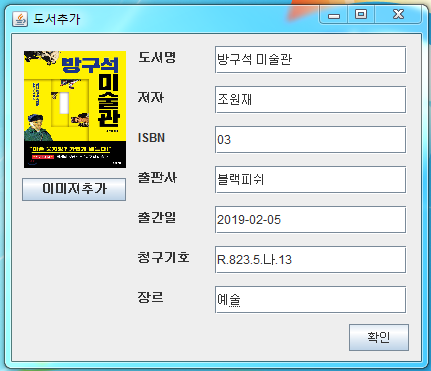 도서추가
방구석
미술관
이미지추가
도서명 방구석 미술관
저자 조원재
ISBN 03
출판사 블랙피쉬
출간일 2019-02-05
청구기호 R.823.5.나.13
장르 예술
확인